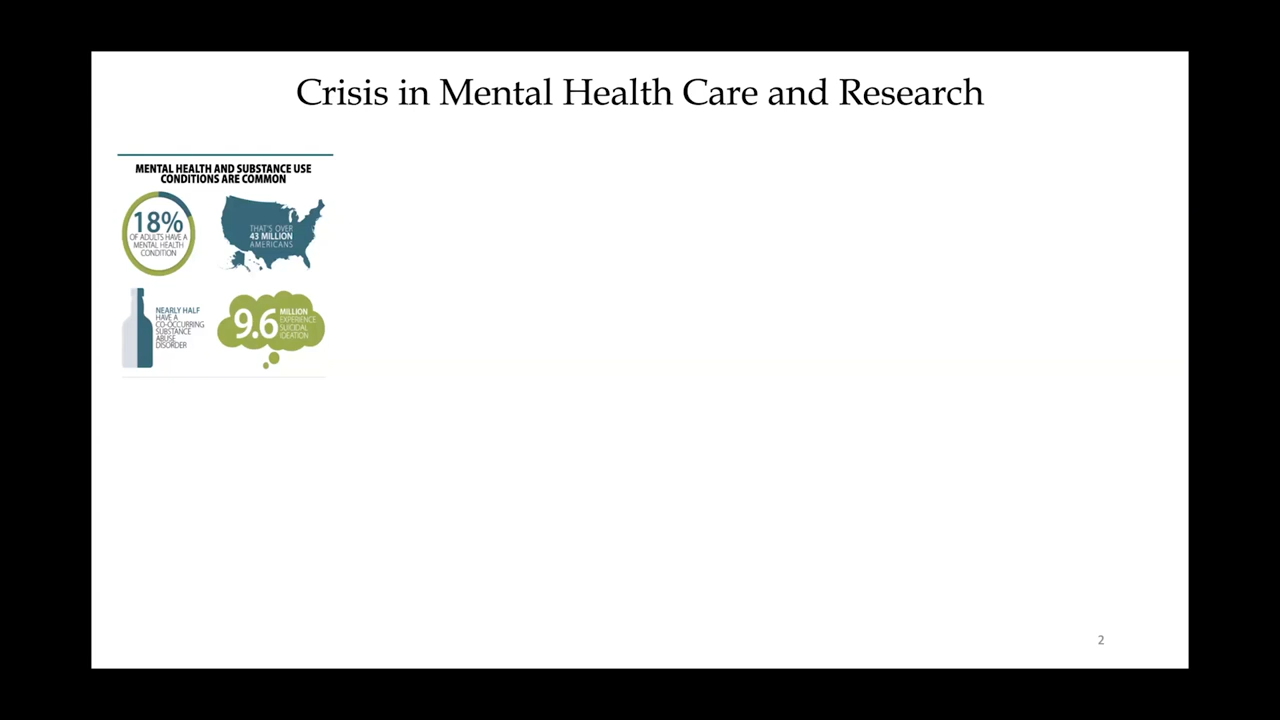 Crisis in Mental Health Care and Research
MENTAL HEALTH AND SUBSTANCE USE
CONDITIONS ARE COMMON
18%
OF ADULTS HAVE A
MENTAL HEALTH
CONDITION
THAT'S OVER
43 MILLION
AMERICANS
NEARLY HALF
HAVE A
CO-OCCURRING
SUBSTANCE
ABUSE
DISORDER
9.6
MILLION
EXPERIENCE
SUICIDAL
IDEATION
2